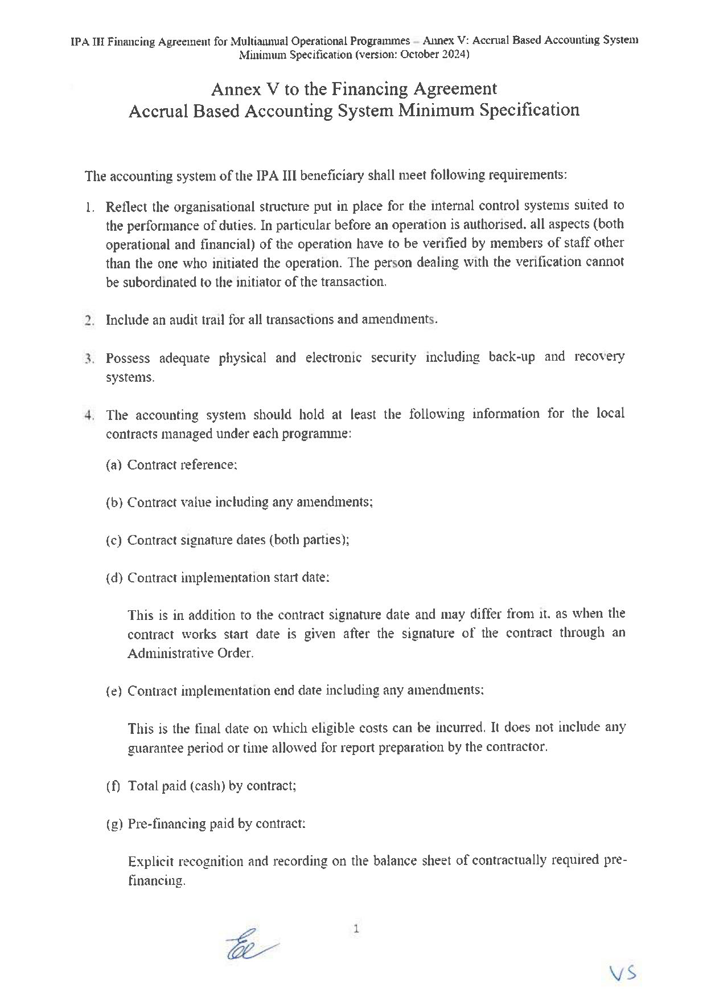 IPA III Financing Agreement for Multiannual Operational Programmes – Annex V: Accrual Based Accounting System
Minimum Specification (version: October 2024)
Annex V to the Financing Agreement
Accrual Based Accounting System Minimum Specification
The accounting system of the IPA III beneficiary shall meet following requirements:
1. Reflect the organisational structure put in place for the internal control systems suited to
the performance of duties. In particular before an operation is authorised, all aspects (both
operational and financial) of the operation have to be verified by members of staff other
than the one who initiated the operation. The person dealing with the verification cannot
be subordinated to the initiator of the transaction.
2. Include an audit trail for all transactions and amendments.
3. Possess adequate physical and electronic security including back-up and recovery
systems.
4. The accounting system should hold at least the following information for the local
contracts managed under each programme:
(a) Contract reference;
(b) Contract value including any amendments;
(c) Contract signature dates (both parties);
(d) Contract implementation start date;
This is in addition to the contract signature date and may differ from it, as when the
contract works start date is given after the signature of the contract through an
Administrative Order.
(e) Contract implementation end date including any amendments;
This is the final date on which eligible costs can be incurred. It does not include any
guarantee period or time allowed for report preparation by the contractor.
(f) Total paid (cash) by contract;
(g) Pre-financing paid by contract;
Explicit recognition and recording on the balance sheet of contractually required pre-
financing.
1
VS